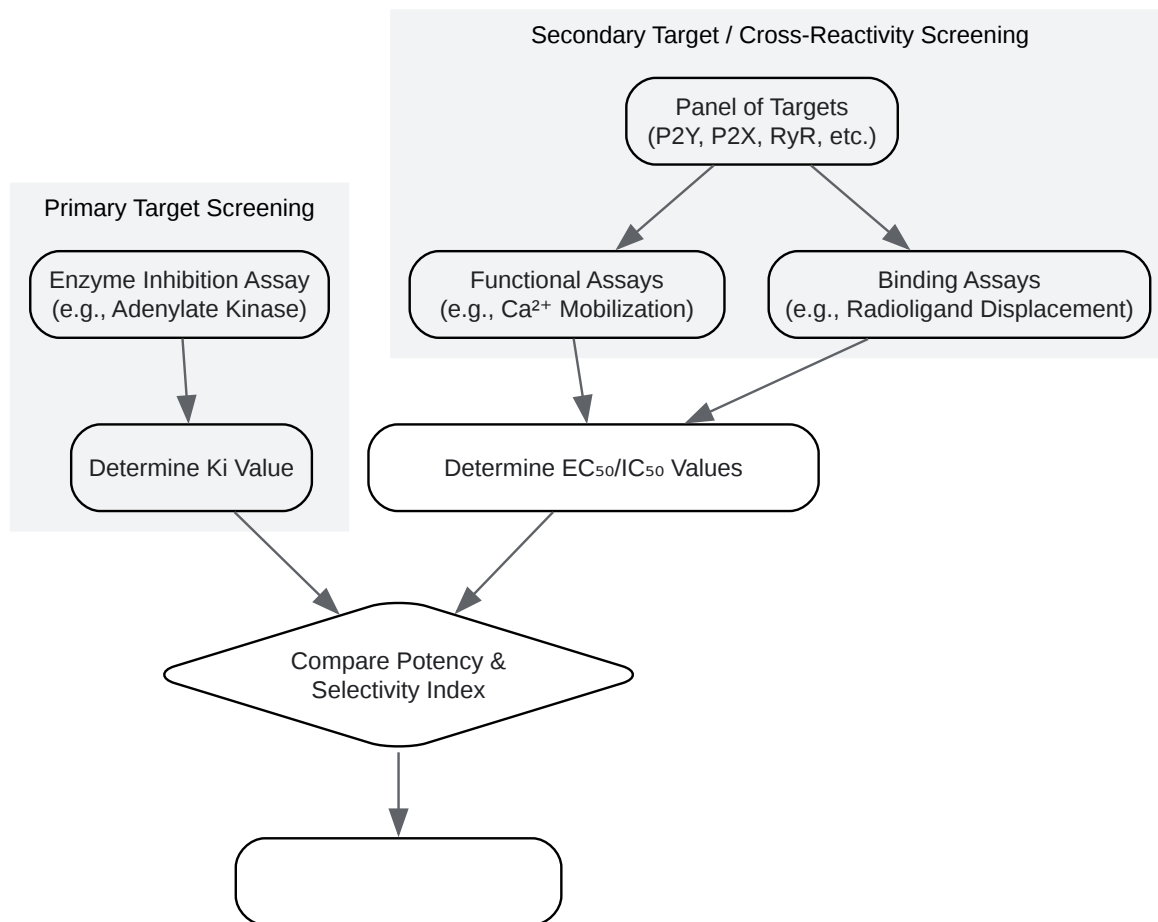 Secondary Target / Cross-Reactivity Screening
Panel of Targets
(P2Y, P2X, RyR, etc.)
Primary Target Screening
Enzyme Inhibition Assay
(e.g., Adenylate Kinase)
Functional Assays
(e.g., Ca²⁺ Mobilization)
Binding Assays
(e.g., Radioligand Displacement)
Determine Ki Value
Determine EC₅₀/IC₅₀ Values
Compare Potency &
Selectivity Index